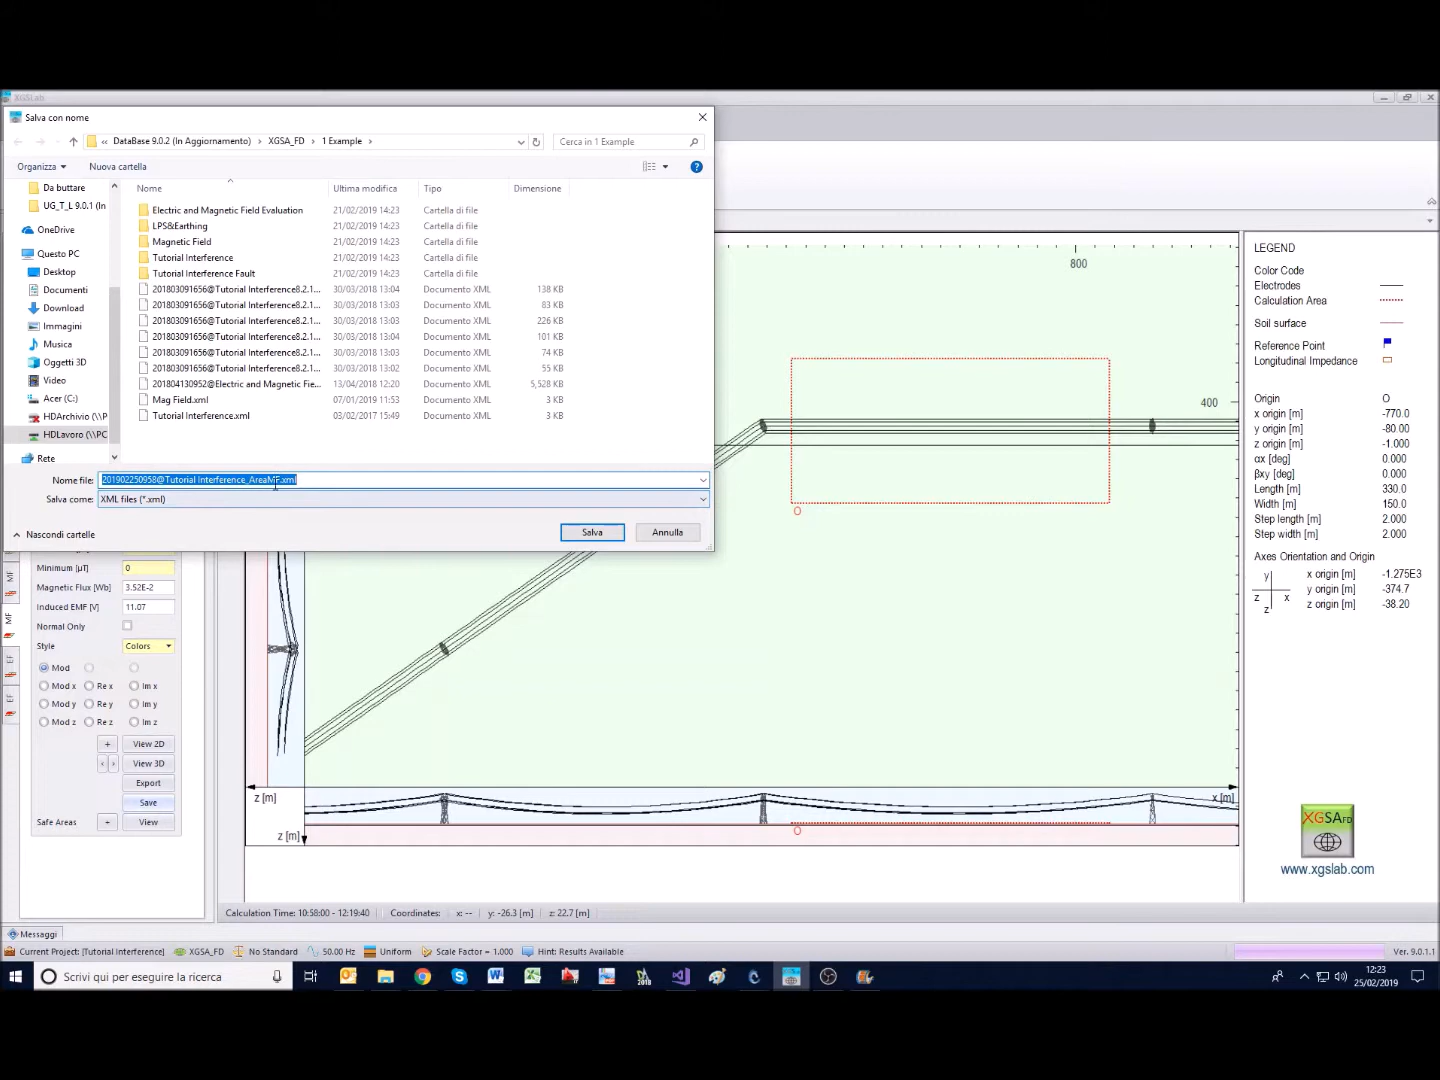 XGSLab
Salva con nome
« DataBase 9.0.2 (In Aggiornamento) > XGSA_FD > 1 Example >
Cerca in 1 Example
Organizza
Nuova cartella
Nome
Ultima modifica
Tipo
Dimensione
Da buttare
UG_T_L 9.0.1 (In
OneDrive
Questo PC
Desktop
Documenti
Download
Immagini
Musica
Oggetti 3D
Video
Acer (C:)
HDArchivio (\\P
HDLavoro (\\PC
Rete
Electric and Magnetic Field Evaluation 21/02/2019 14:23 Cartella di file
LPS&Earthing 21/02/2019 14:23 Cartella di file
Magnetic Field 21/02/2019 14:23 Cartella di file
Tutorial Interference 21/02/2019 14:23 Cartella di file
Tutorial Interference Fault 21/02/2019 14:23 Cartella di file
201803091656@Tutorial Interference8.2.1... 30/03/2018 13:04 Documento XML 138 KB
201803091656@Tutorial Interference8.2.1... 30/03/2018 13:03 Documento XML 83 KB
201803091656@Tutorial Interference8.2.1... 30/03/2018 13:03 Documento XML 226 KB
201803091656@Tutorial Interference8.2.1... 30/03/2018 13:04 Documento XML 101 KB
201803091656@Tutorial Interference8.2.1... 30/03/2018 13:03 Documento XML 74 KB
201803091656@Tutorial Interference8.2.1... 30/03/2018 13:02 Documento XML 55 KB
201804130952@Electric and Magnetic Fie... 13/04/2018 12:20 Documento XML 5,528 KB
Mag Field.xml 07/01/2019 11:53 Documento XML 3 KB
Tutorial Interference.xml 03/02/2017 15:49 Documento XML 3 KB
Nome file: 201902250958@Tutorial Interference_AreaMF.xml
Salva come: XML files (*.xml)
Nascondi cartelle
Salva
Annulla
MF
MF
EF
EF
Minimum [µT] 0
Magnetic Flux [Wb] 3.52E-2
Induced EMF [V] 11.07
Normal Only
Style Colors
Mod
Mod x Re x Im x
Mod y Re y Im y
Mod z Re z Im z
+ View 2D
< > View 3D
Export
Save
Safe Areas + View
800
400
O
z [m]
x [m]
z [m]
O
LEGEND
Color Code
Electrodes
Calculation Area
Soil surface
Reference Point
Longitudinal Impedance
Origin O
x origin [m] -770.0
y origin [m] -80.00
z origin [m] -1.000
αx [deg] 0.000
βxy [deg] 0.000
Length [m] 330.0
Width [m] 150.0
Step length [m] 2.000
Step width [m] 2.000
Axes Orientation and Origin
y
z x
z
x origin [m] -1.275E3
y origin [m] -374.7
z origin [m] -38.20
XGSAFD
www.xgslab.com
Calculation Time: 10:58:00 - 12:19:40 Coordinates: x: -- y: -26.3 [m] z: 22.7 [m]
Messaggi
Current Project: [Tutorial Interference] XGSA_FD No Standard 50.00 Hz Uniform Scale Factor = 1.000 Hint: Results Available Ver. 9.0.1.1
Scrivi qui per eseguire la ricerca
12:23
25/02/2019